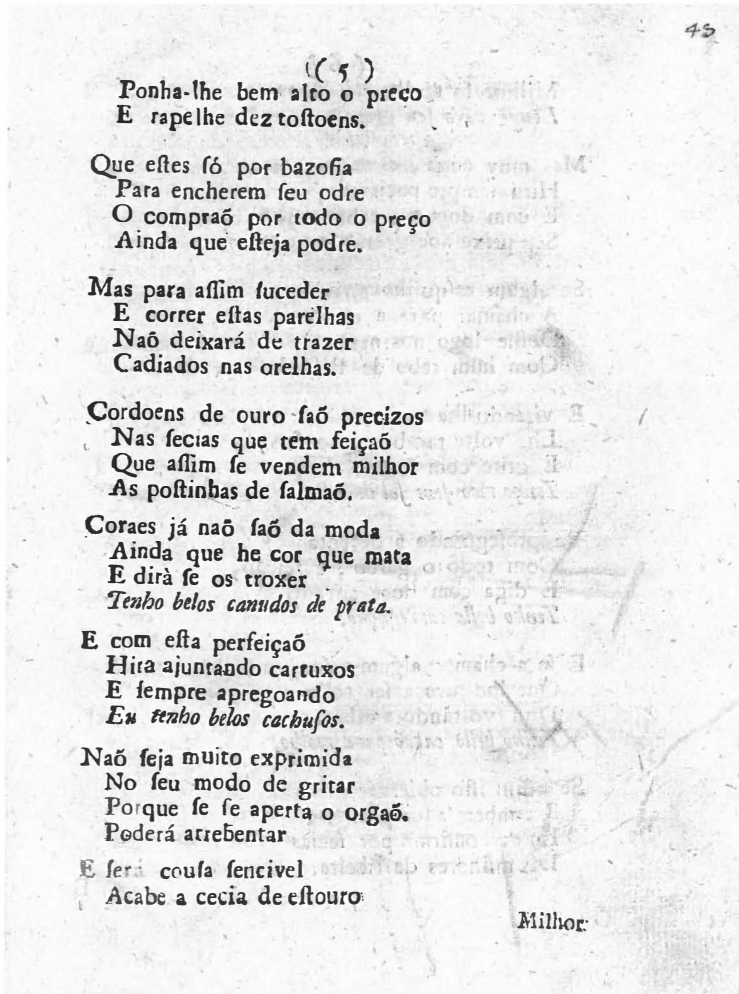 43
( 5 )
Ponha-lhe bem alto o preço
E rapelhe dez toſtoens.
Que eſtes ſó por bazofia
Para encherem ſeu odre
O compraõ por todo o preço
Ainda que eſteja podre.
Mas para aſſim ſuceder
E correr eſtas parelhas
Naõ deixará de trazer
Cadiados nas orelhas.
Cordoens de ouro ſaõ precizos
Nas ſecias que tem feiçaõ
Que aſſim ſe vendem milhor
As poſtinhas de ſalmaõ.
Coraes já naõ ſaõ da moda
Ainda que he cor que mata
E dirà ſe os troxer
Tenho belos canudos de prata.
E com eſta perfeiçaõ
Hira ajuntando cartuxos
E ſempre apregoando
Eu tenho belos cachuſos.
Naõ ſeja muito exprimida
No ſeu modo de gritar
Porque ſe ſe aperta o orgaõ.
Poderá arrebentar
E ſerá couſa ſencivel
Acabe a cecia de eſtouro
Milhor